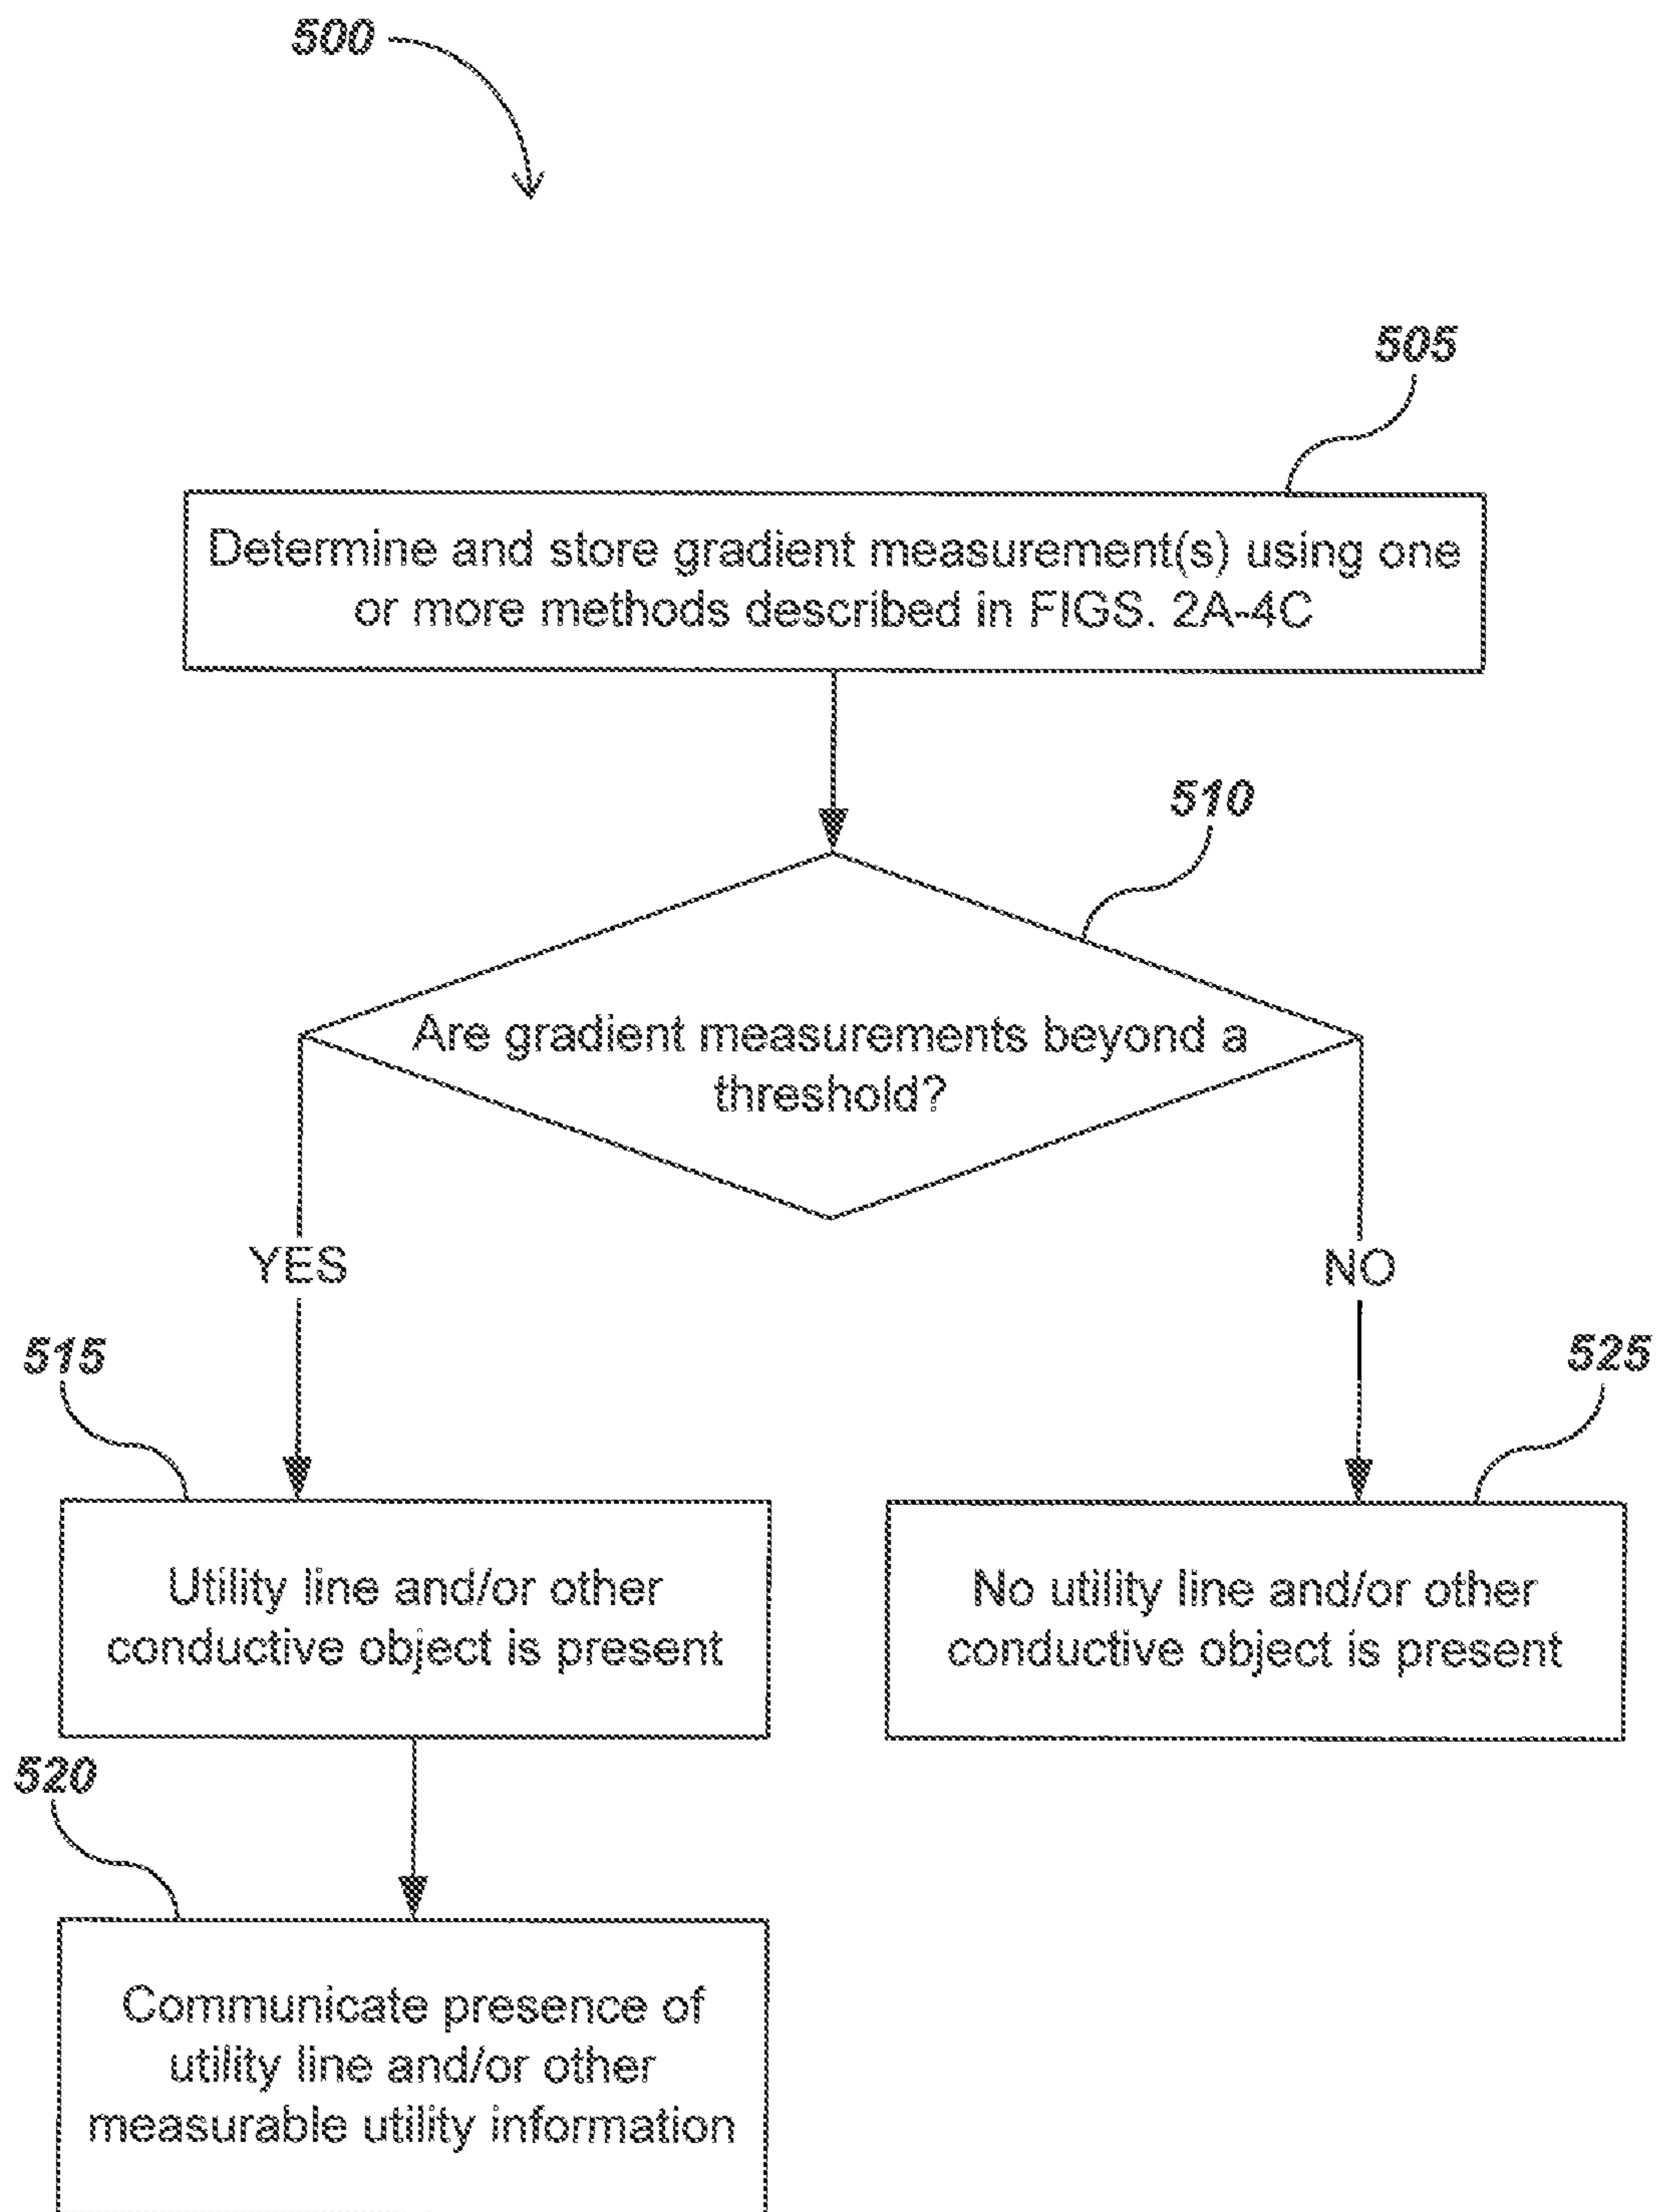 500
505
Determine and store gradient measurement(s) using one
or more methods described in FIGS. 2A-4C
510
Are gradient measurements beyond a
threshold?
YES
NO
515
525
Utility line and/or other
conductive object is present
No utility line and/or other
conductive object is present
520
Communicate presence of
utility line and/or other
measurable utility information